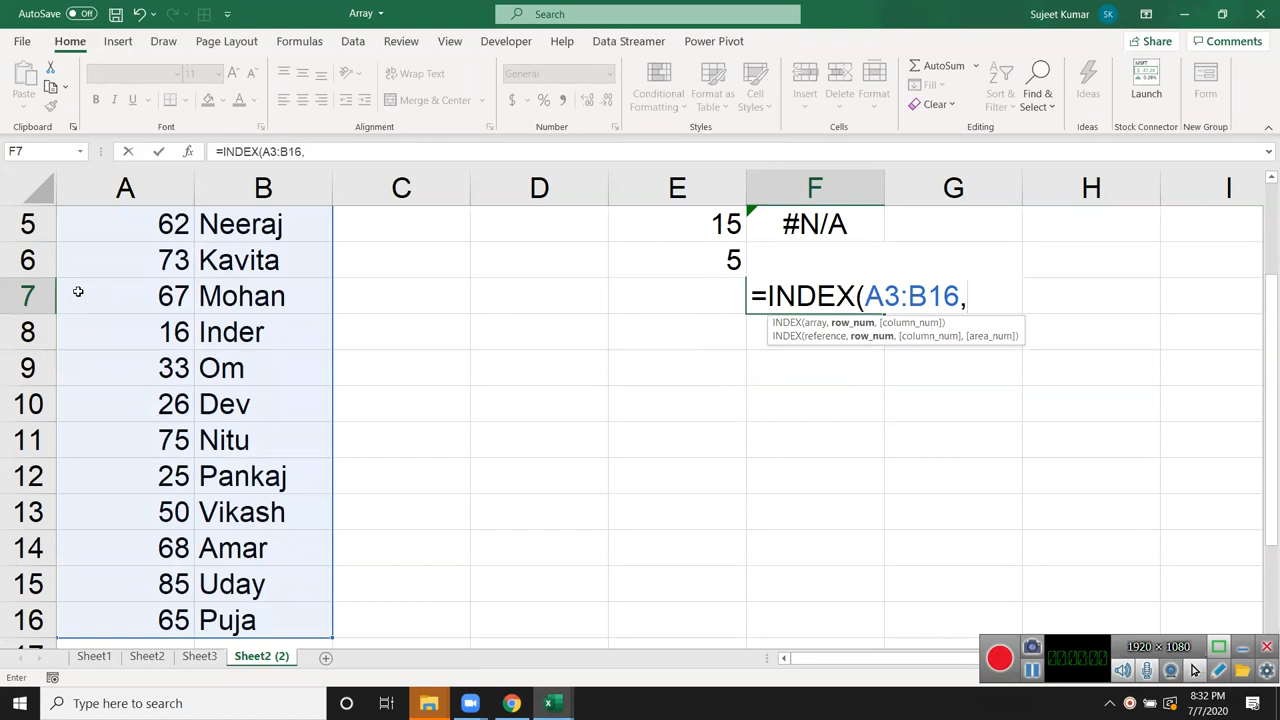 AutoSave Off Array Search Sujeet Kumar SK
File Home Insert Draw Page Layout Formulas Data Review View Developer Help Data Streamer Power Pivot Share Comments
Paste 11 Wrap Text General Conditional Formatting Format as Table Cell Styles Insert Delete Format AutoSum Sort & Filter Find & Select Ideas Launch Form
B I U Merge & Center $ % Fill Clear
Clipboard Font Alignment Number Styles Cells Editing Ideas Stock Connector New Group
F7 fx =INDEX(A3:B16,
A B C D E F G H I
5 62 Neeraj 15 #N/A
6 73 Kavita 5
7 67 Mohan =INDEX(A3:B16,
INDEX(array, row_num, [column_num])
INDEX(reference, row_num, [column_num], [area_num])
8 16 Inder
9 33 Om
10 26 Dev
11 75 Nitu
12 25 Pankaj
13 50 Vikash
14 68 Amar
15 85 Uday
16 65 Puja
Sheet1 Sheet2 Sheet3 Sheet2 (2)
1920 × 1080
Enter
Type here to search
8:32 PM
7/7/2020